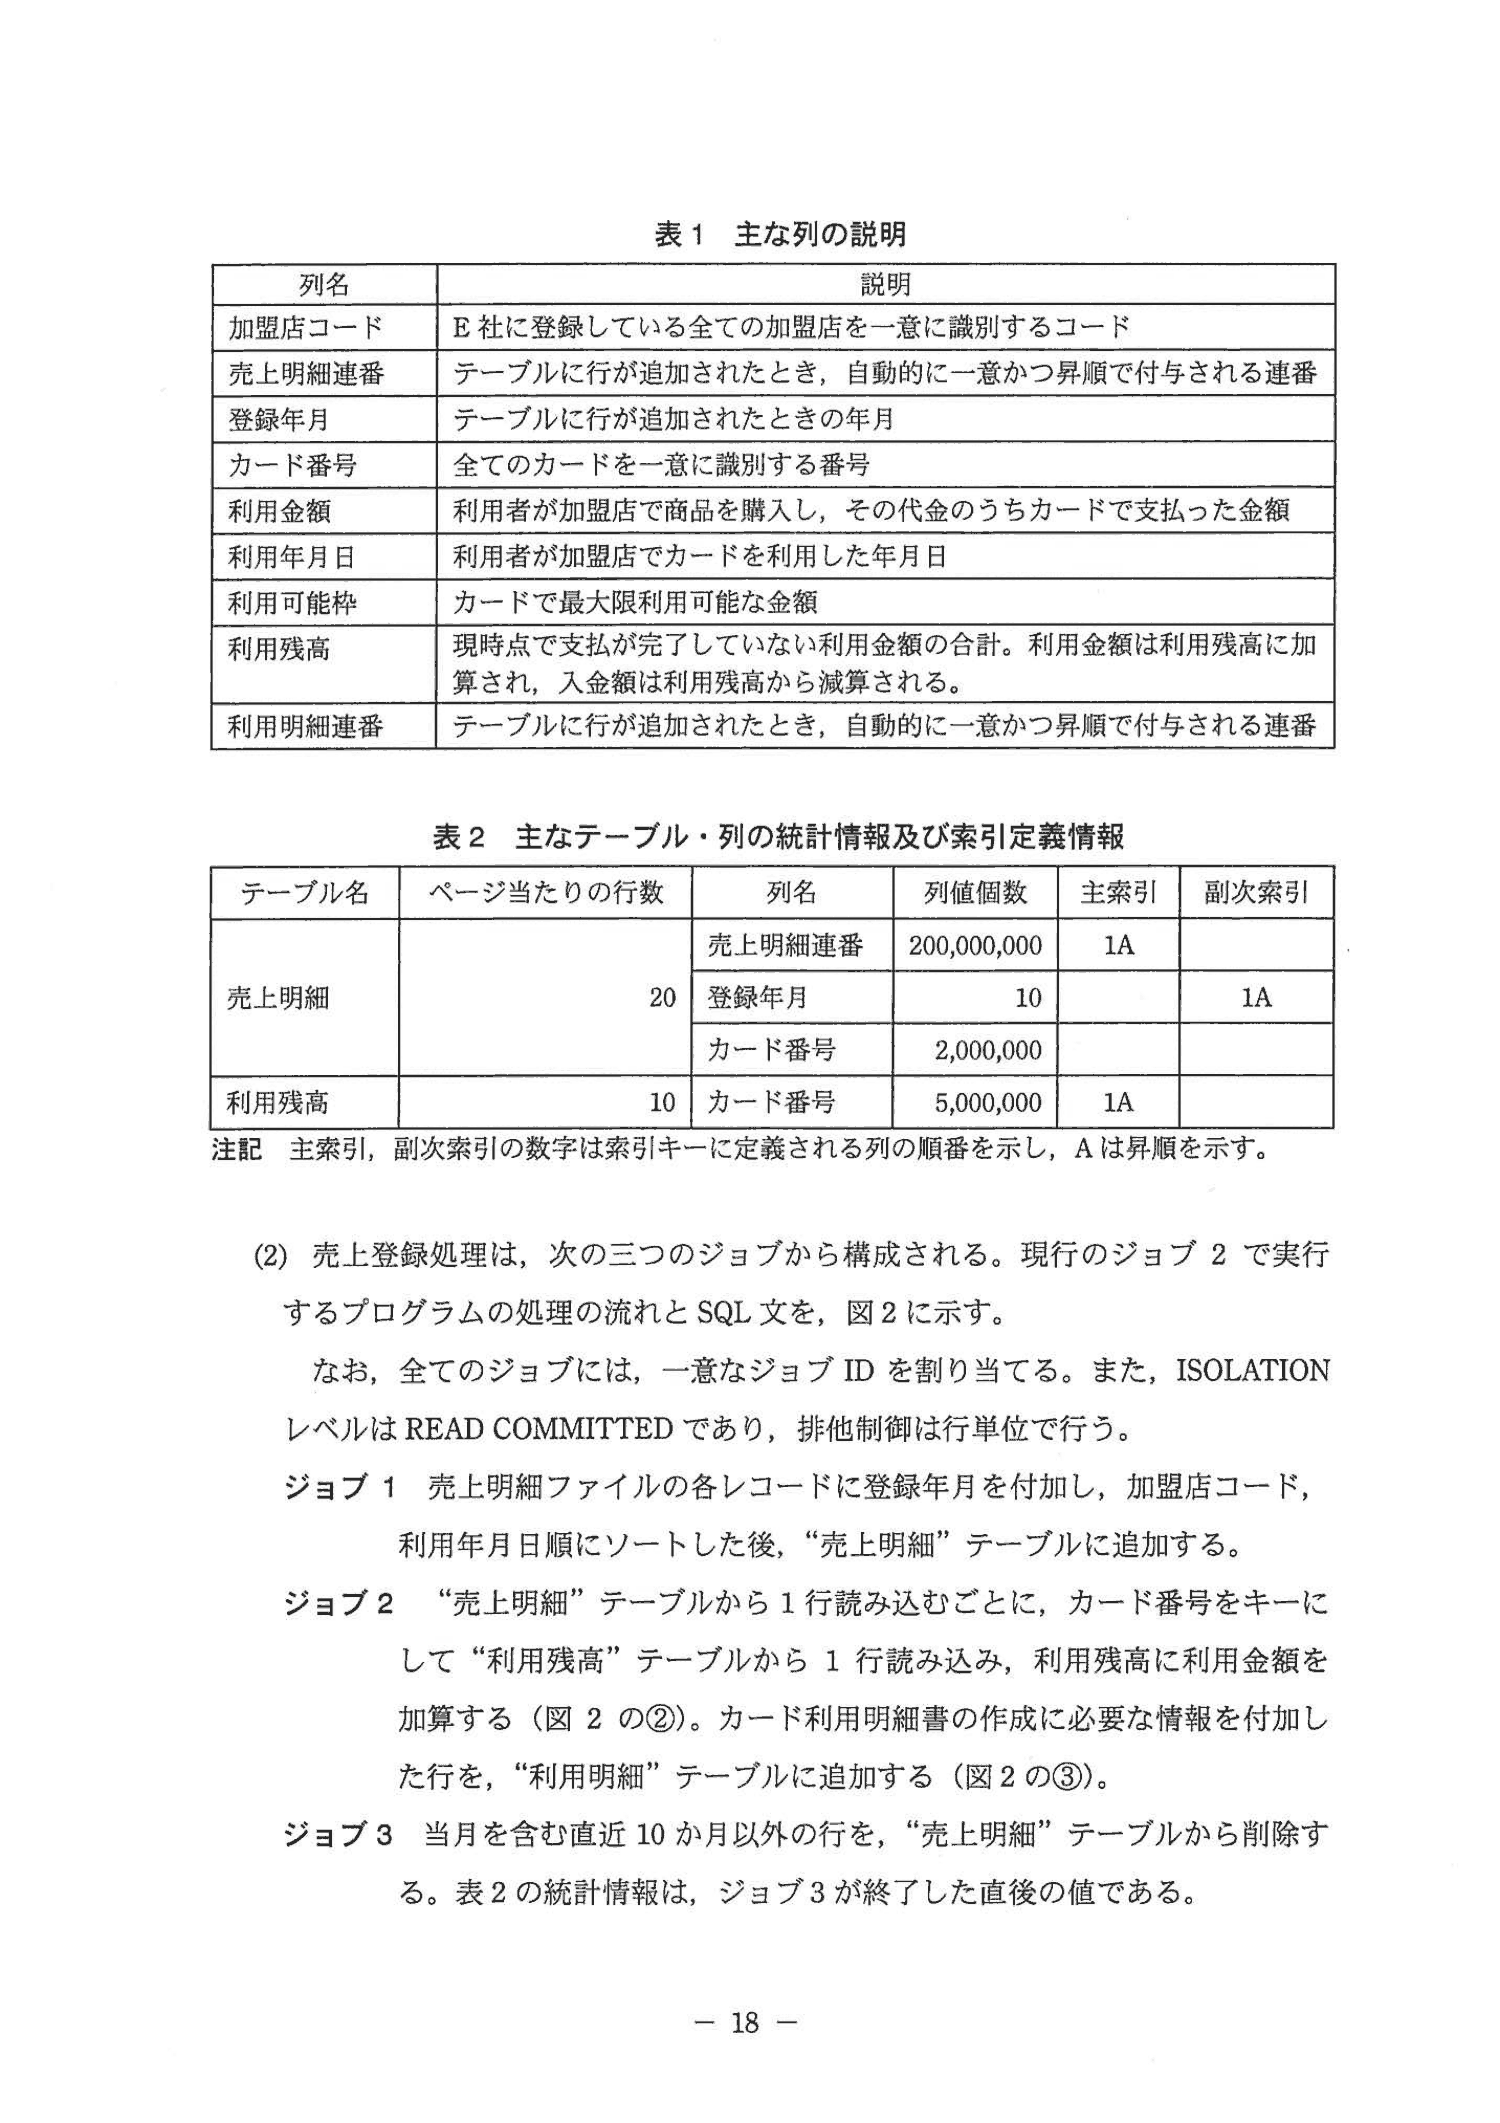 表1 主な列の説明
列名 説明
加盟店コード E社に登録している全ての加盟店を一意に識別するコード
売上明細連番 テーブルに行が追加されたとき，自動的に一意かつ昇順で付与される連番
登録年月 テーブルに行が追加されたときの年月
カード番号 全てのカードを一意に識別する番号
利用金額 利用者が加盟店で商品を購入し，その代金のうちカードで支払った金額
利用年月日 利用者が加盟店でカードを利用した年月日
利用可能枠 カードで最大限利用可能な金額
利用残高 現時点で支払が完了していない利用金額の合計。利用金額は利用残高に加
算され，入金額は利用残高から減算される。
利用明細連番 テーブルに行が追加されたとき，自動的に一意かつ昇順で付与される連番
表2 主なテーブル・列の統計情報及び索引定義情報
テーブル名 ページ当たりの行数 列名 列値個数 主索引 副次索引
売上明細 20 売上明細連番 200,000,000 1A
登録年月 10 1A
カード番号 2,000,000
利用残高 10 カード番号 5,000,000 1A
注記 主索引，副次索引の数字は索引キーに定義される列の順番を示し，Aは昇順を示す。
(2) 売上登録処理は，次の三つのジョブから構成される。現行のジョブ 2 で実行
するプログラムの処理の流れとSQL文を，図2に示す。
なお，全てのジョブには，一意なジョブ ID を割り当てる。また，ISOLATION
レベルは READ COMMITTED であり，排他制御は行単位で行う。
ジョブ 1 売上明細ファイルの各レコードに登録年月を付加し，加盟店コード，
利用年月日順にソートした後，“売上明細” テーブルに追加する。
ジョブ2 “売上明細” テーブルから1行読み込むごとに，カード番号をキーに
して “利用残高” テーブルから 1 行読み込み，利用残高に利用金額を
加算する（図 2 の②）。カード利用明細書の作成に必要な情報を付加し
た行を，“利用明細” テーブルに追加する（図2の③）。
ジョブ3 当月を含む直近 10 か月以外の行を，“売上明細” テーブルから削除す
る。表2の統計情報は，ジョブ3が終了した直後の値である。
－ 18 －